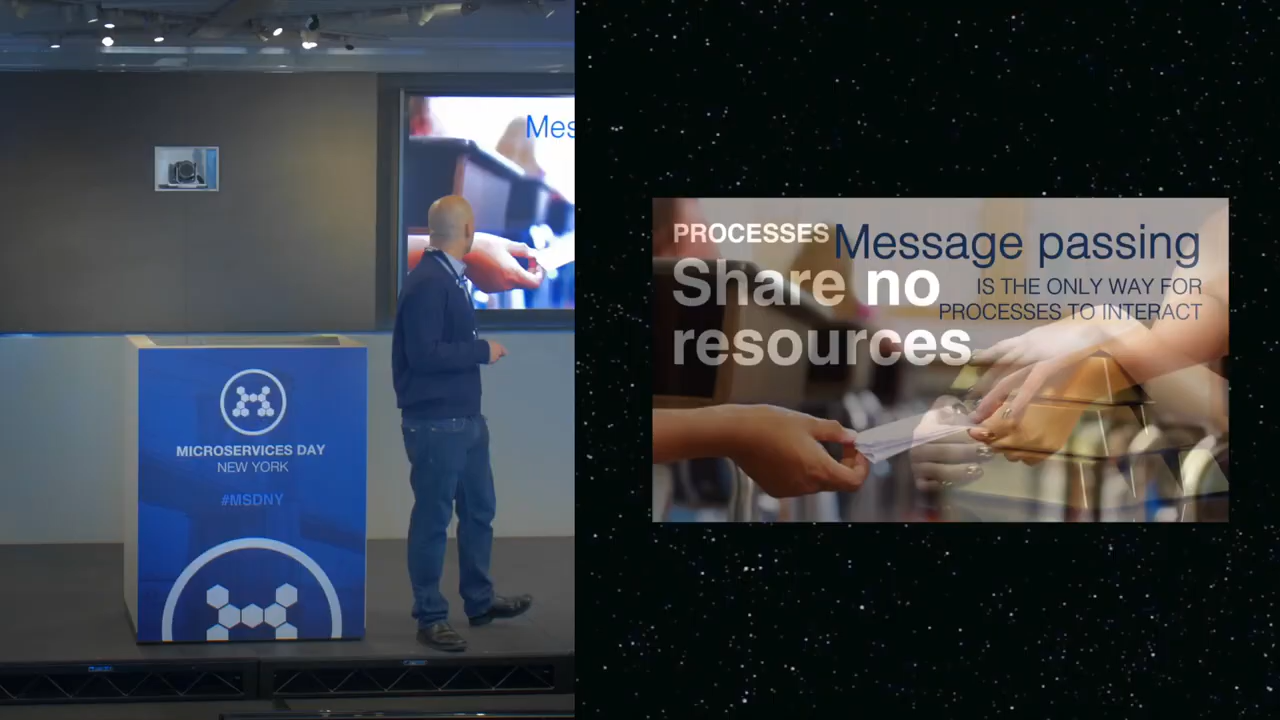 Mes
MICROSERVICES DAY
NEW YORK
#MSDNY
PROCESSES
Share no
resources
Message passing
IS THE ONLY WAY FOR
PROCESSES TO INTERACT